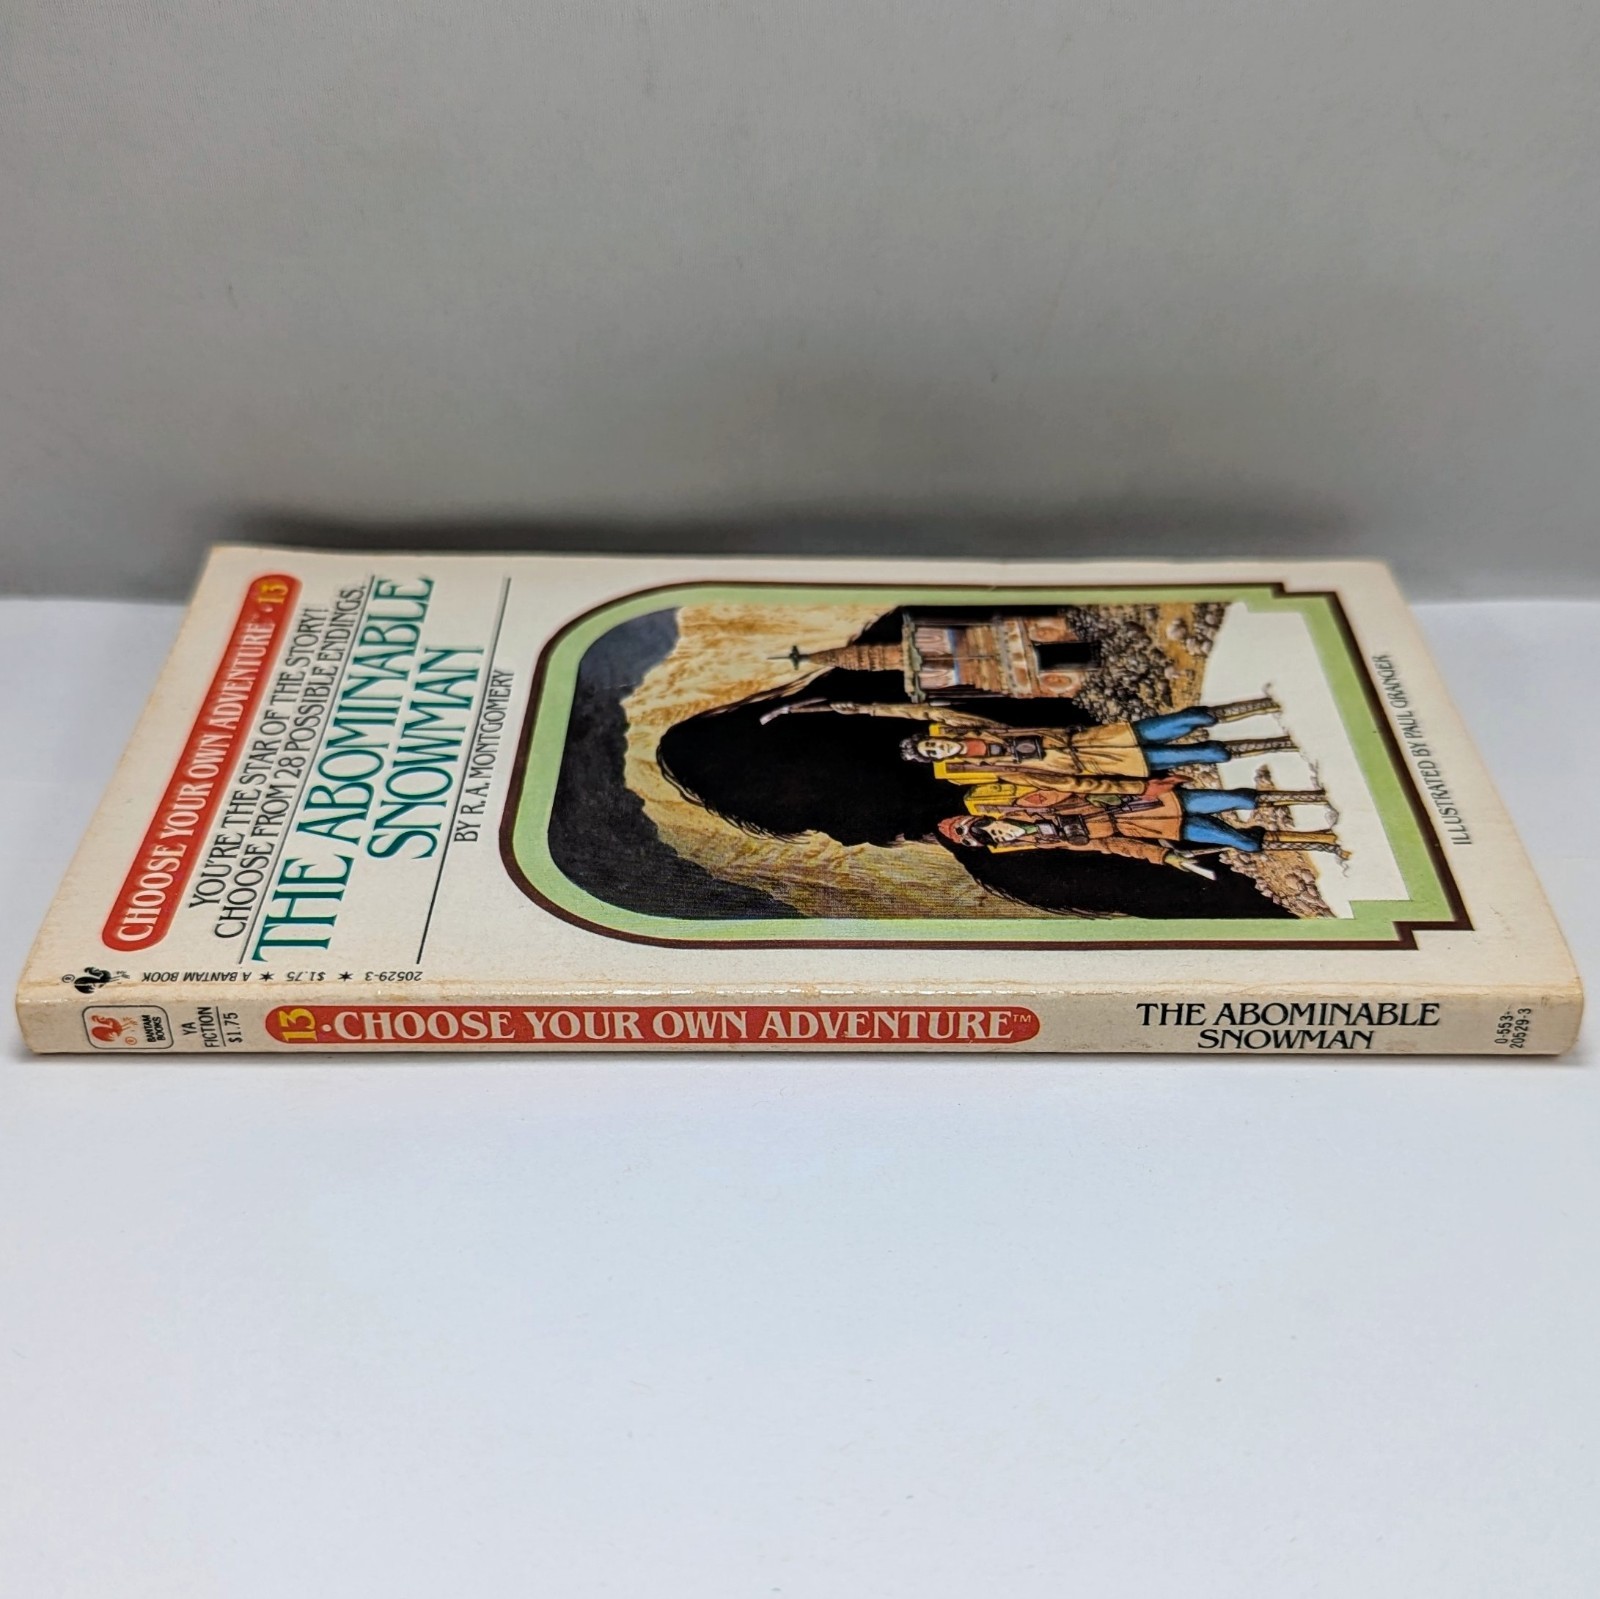 CHOOSE YOUR OWN ADVENTURE™ • 13
YOU'RE THE STAR OF THE STORY!
CHOOSE FROM 28 POSSIBLE ENDINGS.
THE ABOMINABLE
SNOWMAN
BY R. A. MONTGOMERY
ILLUSTRATED BY PAUL GRANGER
® 20529-3 ★ $1.75 ★ A BANTAM BOOK
® BANTAM
BOOKS
YA
FICTION
$1.75
13 • CHOOSE YOUR OWN ADVENTURE™
THE ABOMINABLE
SNOWMAN
0-553-
20529-3